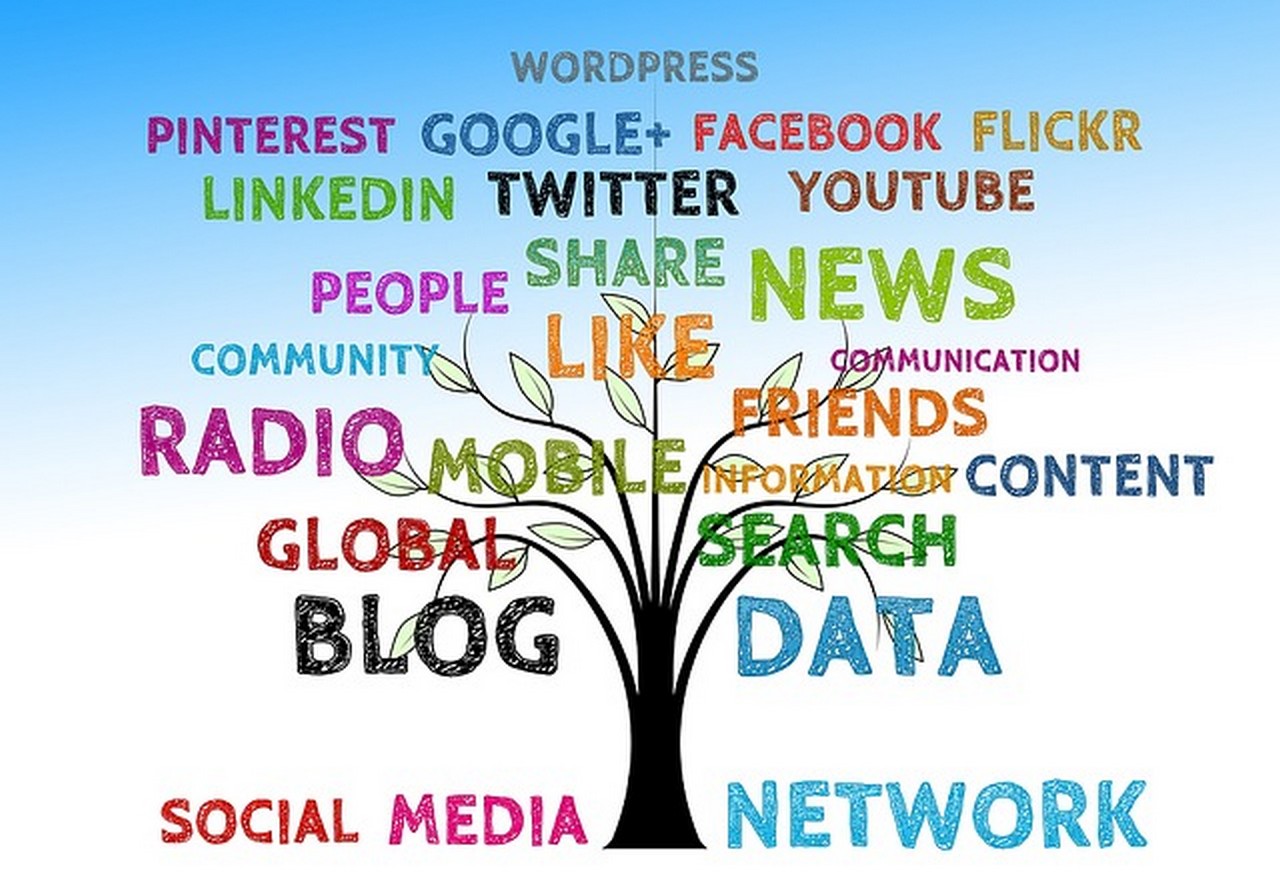 WORDPRESS
PINTEREST GOOGLE+ FACEBOOK FLICKR
LINKEDIN TWITTER YOUTUBE
SHARE NEWS
PEOPLE
LIKE
COMMUNITY COMMUNICATION
FRIENDS
RADIO MOBILE INFORMATION CONTENT
GLOBAL SEARCH
BLOG DATA
SOCIAL MEDIA NETWORK